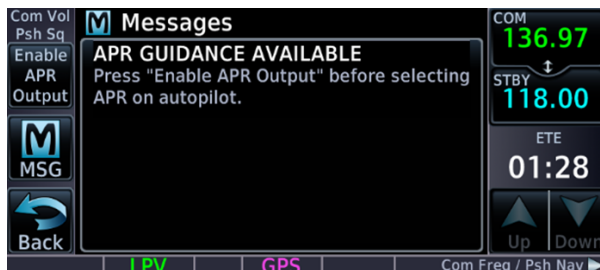 Com Vol
Psh Sq
Enable
APR
Output
MSG
Back
Messages
APR GUIDANCE AVAILABLE
Press "Enable APR Output" before selecting
APR on autopilot.
COM
136.97
STBY
118.00
ETE
01:28
Up Down
LPV GPS Com Freq / Psh Nav